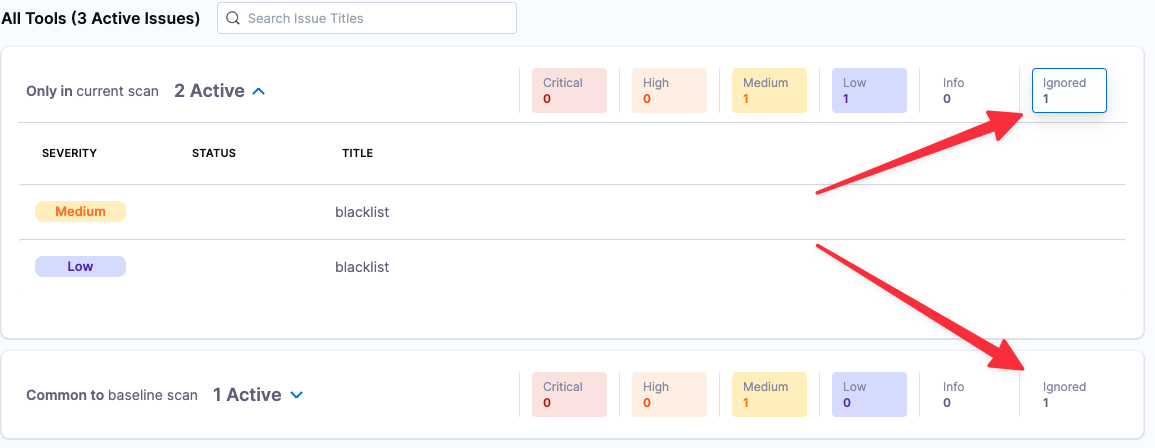 All Tools (3 Active Issues) Search Issue Titles
Only in current scan 2 Active Critical 0 High 0 Medium 1 Low 1 Info 0 Ignored 1
SEVERITY STATUS TITLE
Medium blacklist
Low blacklist
Common to baseline scan 1 Active Critical 0 High 0 Medium 1 Low 0 Info 0 Ignored 1